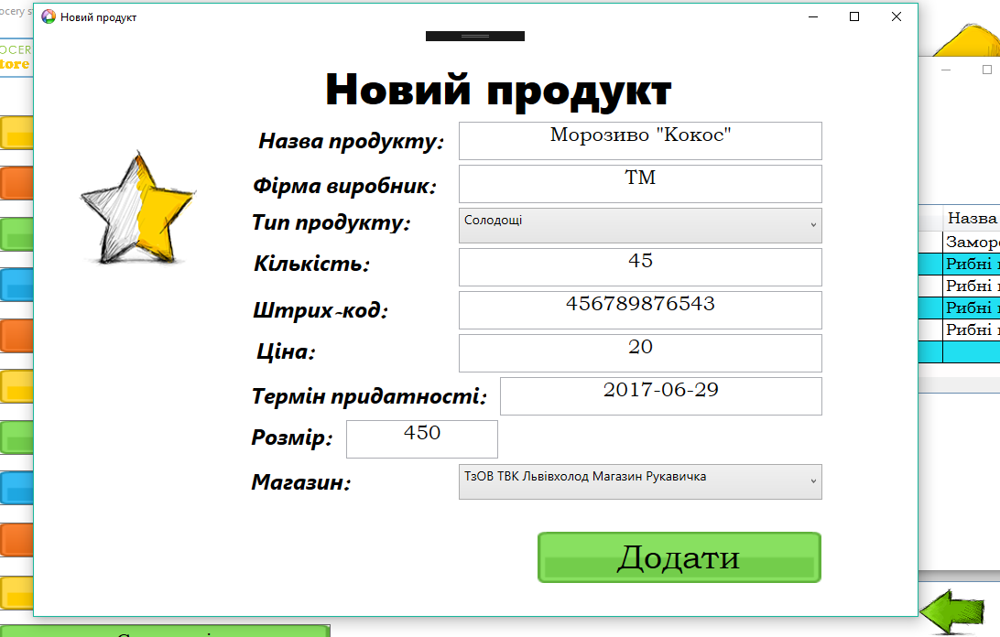 ocery s
Новий продукт
OCER
tore
Новий продукт
Назва продукту: Морозиво "Кокос"
Фірма виробник: ТМ
Тип продукту: Солодощі
Кількість: 45
Штрих-код: 456789876543
Ціна: 20
Термін придатності: 2017-06-29
Розмір: 450
Магазин: ТзОВ ТВК Львівхолод Магазин Рукавичка
Додати
Назва
Заморо
Рибні
Рибні
Рибні
Рибні